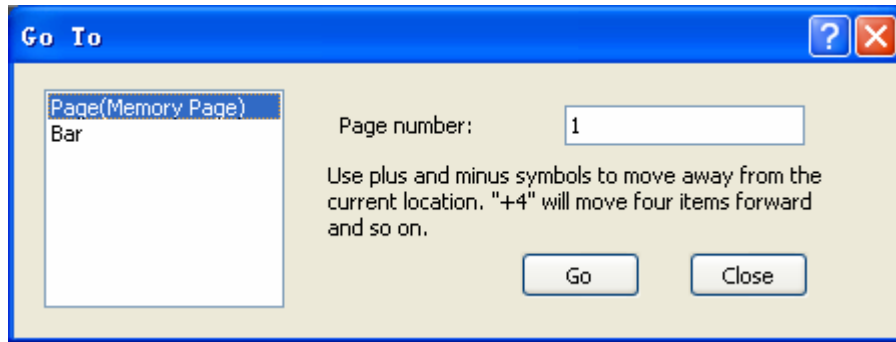 Go To
Page(Memory Page)
Bar
Page number:
1
Use plus and minus symbols to move away from the
current location. "+4" will move four items forward
and so on.
Go
Close